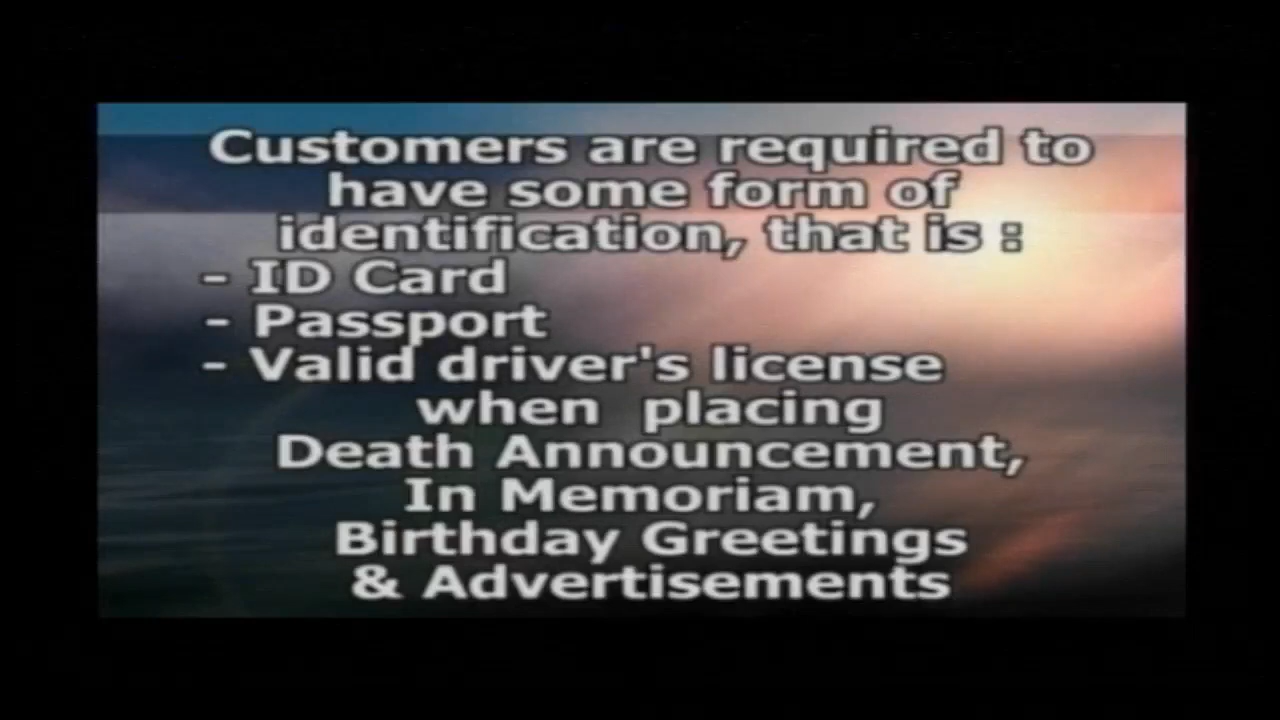 Customers are required to
have some form of
identification, that is :
- ID Card
- Passport
- Valid driver's license
when placing
Death Announcement,
In Memoriam,
Birthday Greetings
& Advertisements